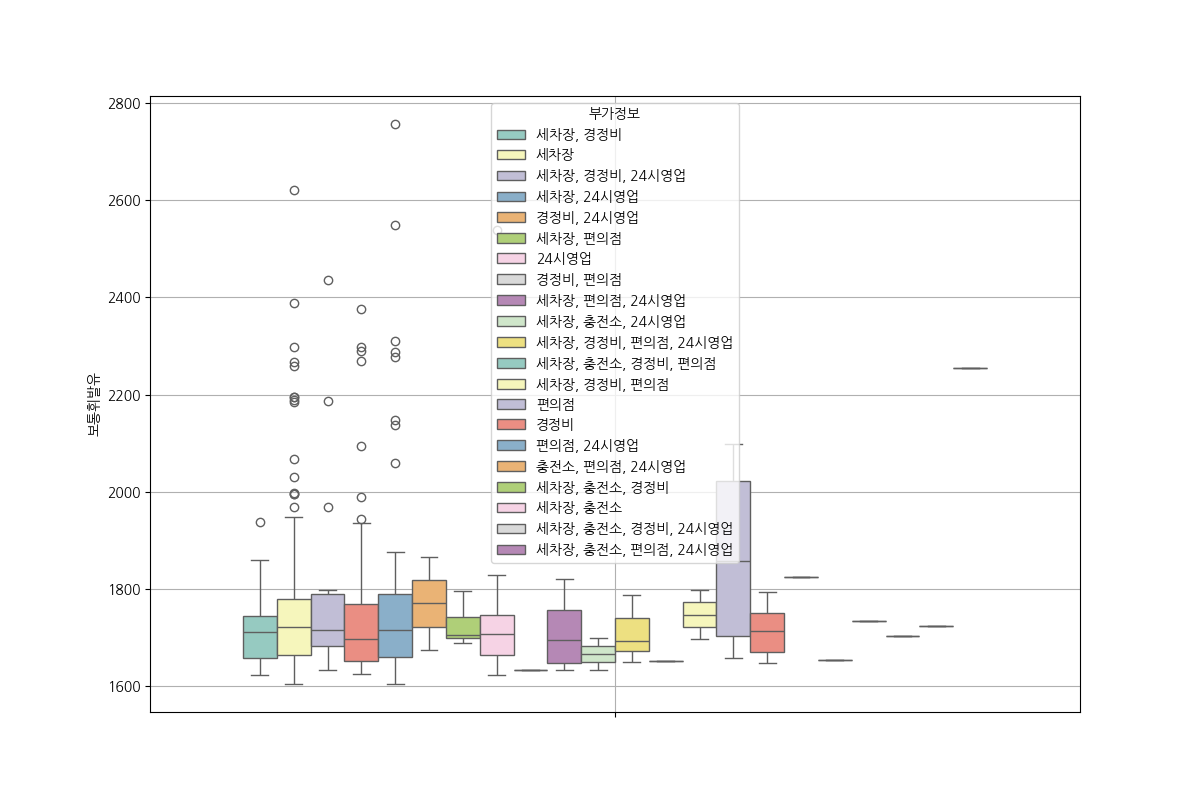 2800
2600
2400
2200
2000
1800
1600
보통휘발유
부가정보
세차장, 경정비
세차장
세차장, 경정비, 24시영업
세차장, 24시영업
경정비, 24시영업
세차장, 편의점
24시영업
경정비, 편의점
세차장, 편의점, 24시영업
세차장, 충전소, 24시영업
세차장, 경정비, 편의점, 24시영업
세차장, 충전소, 경정비, 편의점
세차장, 경정비, 편의점
편의점
경정비
편의점, 24시영업
충전소, 편의점, 24시영업
세차장, 충전소, 경정비
세차장, 충전소
세차장, 충전소, 경정비, 24시영업
세차장, 충전소, 편의점, 24시영업